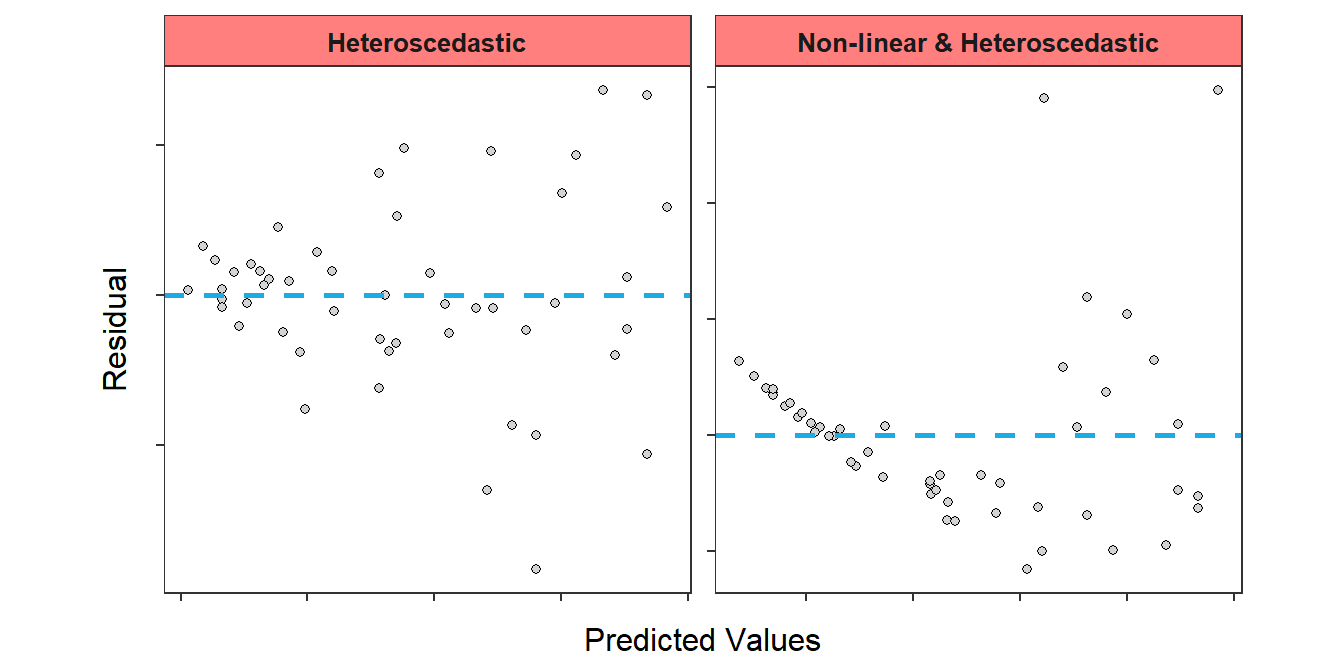 Heteroscedastic
Non-linear & Heteroscedastic
Residual
Predicted Values